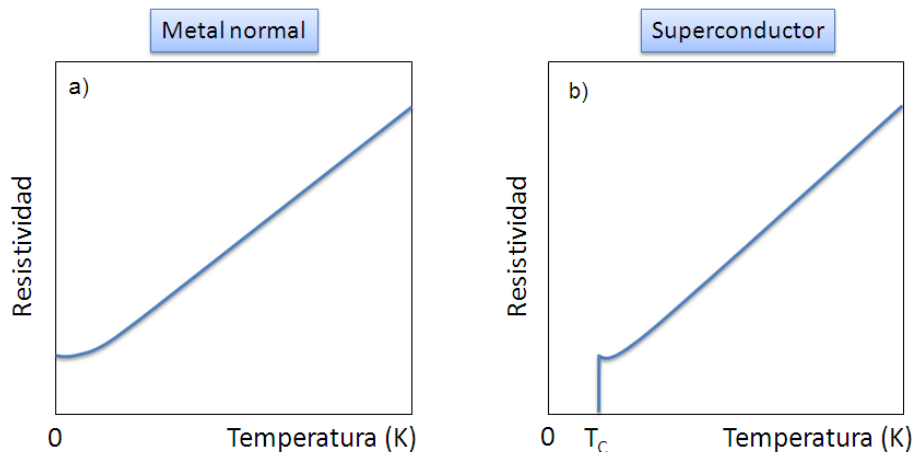 Metal normal
a)
Resistividad
0 Temperatura (K)
Superconductor
b)
Resistividad
0 T_C Temperatura (K)